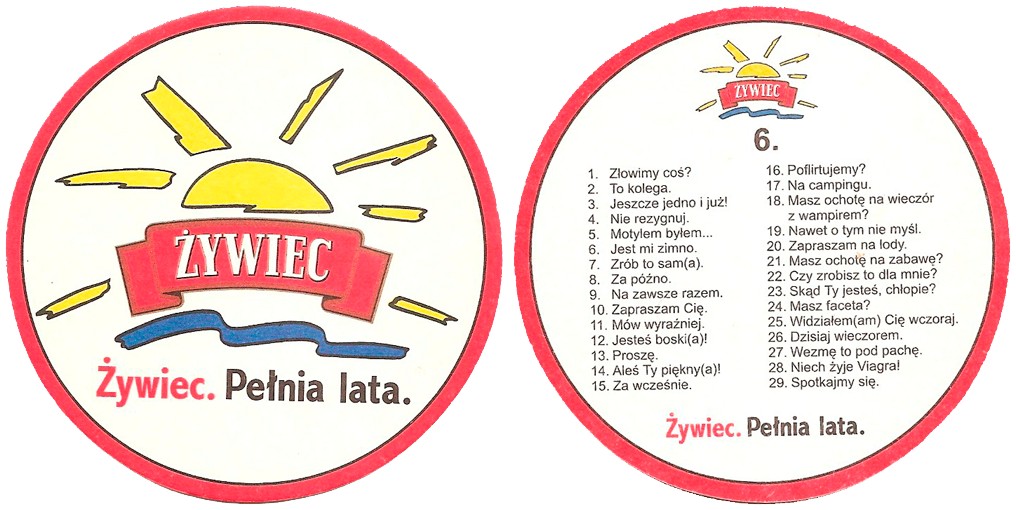 ŻYWIEC
Żywiec. Pełnia lata.
ŻYWIEC
6.
1. Złowimy coś?
2. To kolega.
3. Jeszcze jedno i już!
4. Nie rezygnuj.
5. Motylem byłem...
6. Jest mi zimno.
7. Zrób to sam(a).
8. Za późno.
9. Na zawsze razem.
10. Zapraszam Cię.
11. Mów wyraźniej.
12. Jesteś boski(a)!
13. Proszę.
14. Aleś Ty piękny(a)!
15. Za wcześnie.
16. Poflirtujemy?
17. Na campingu.
18. Masz ochotę na wieczór
z wampirem?
19. Nawet o tym nie myśl.
20. Zapraszam na lody.
21. Masz ochotę na zabawę?
22. Czy zrobisz to dla mnie?
23. Skąd Ty jesteś, chłopie?
24. Masz faceta?
25. Widziałem(am) Cię wczoraj.
26. Dzisiaj wieczorem.
27. Wezmę to pod pachę.
28. Niech żyje Viagra!
29. Spotkajmy się.
Żywiec. Pełnia lata.